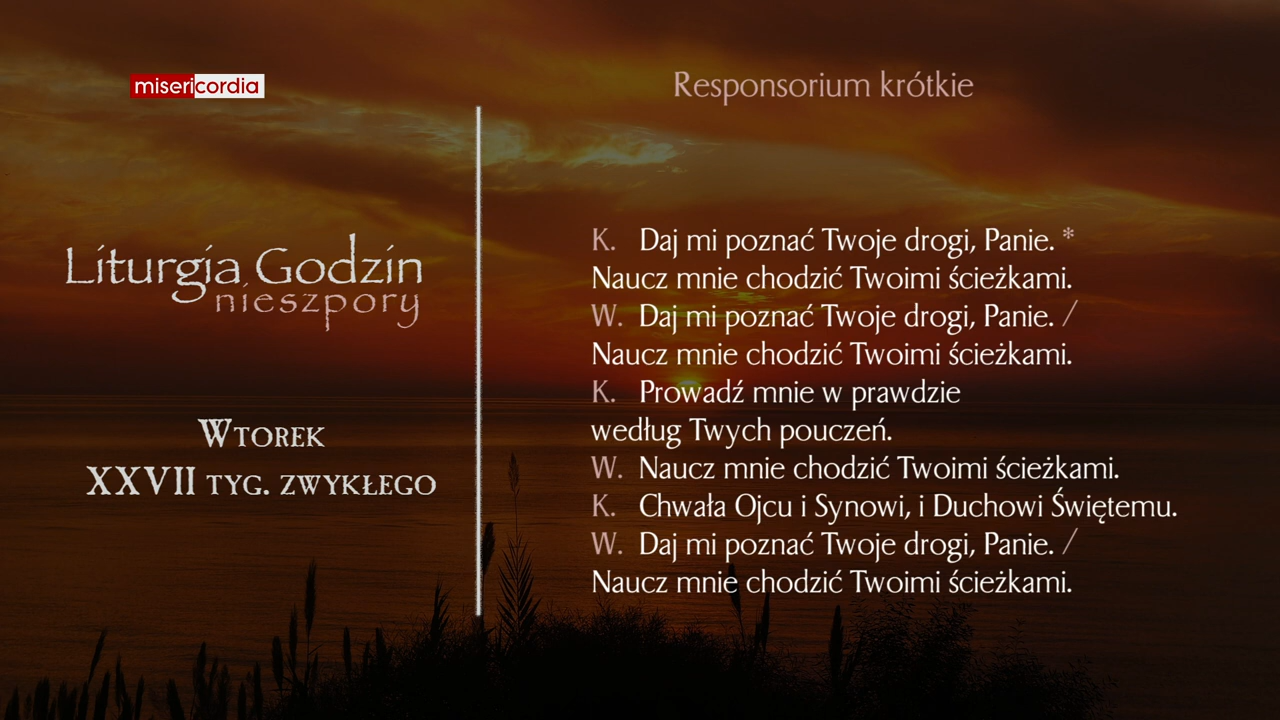 misericordia
Liturgia Godzin
nieszpory
Wtorek
XXVII tyg. zwykłego
Responsorium krótkie
K. Daj mi poznać Twoje drogi, Panie. *
Naucz mnie chodzić Twoimi ścieżkami.
W. Daj mi poznać Twoje drogi, Panie. /
Naucz mnie chodzić Twoimi ścieżkami.
K. Prowadź mnie w prawdzie
według Twych pouczeń.
W. Naucz mnie chodzić Twoimi ścieżkami.
K. Chwała Ojcu i Synowi, i Duchowi Świętemu.
W. Daj mi poznać Twoje drogi, Panie. /
Naucz mnie chodzić Twoimi ścieżkami.